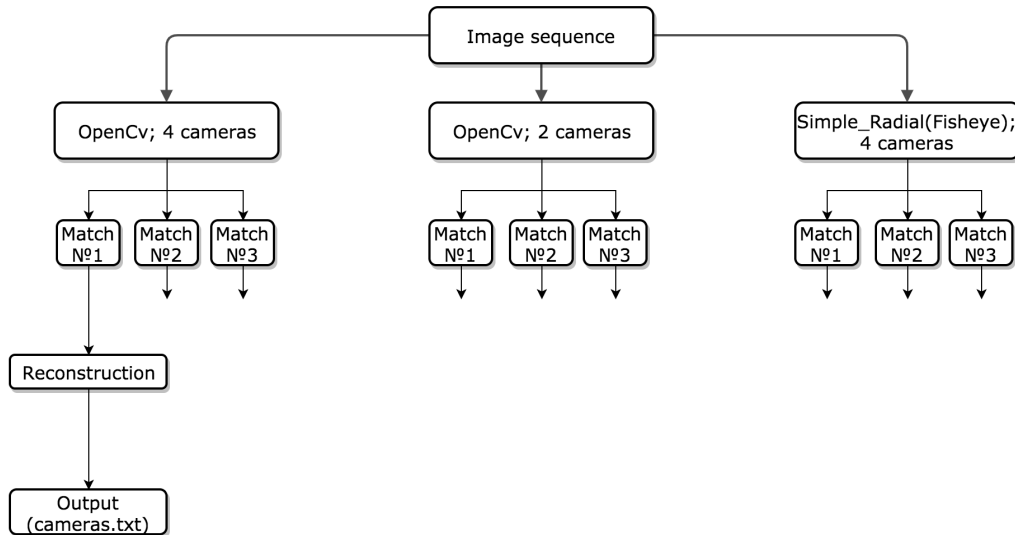 Image sequence
OpenCv; 4 cameras
OpenCv; 2 cameras
Simple_Radial(Fisheye);
4 cameras
Match
№1
Match
№2
Match
№3
Match
№1
Match
№2
Match
№3
Match
№1
Match
№2
Match
№3
Reconstruction
Output
(cameras.txt)